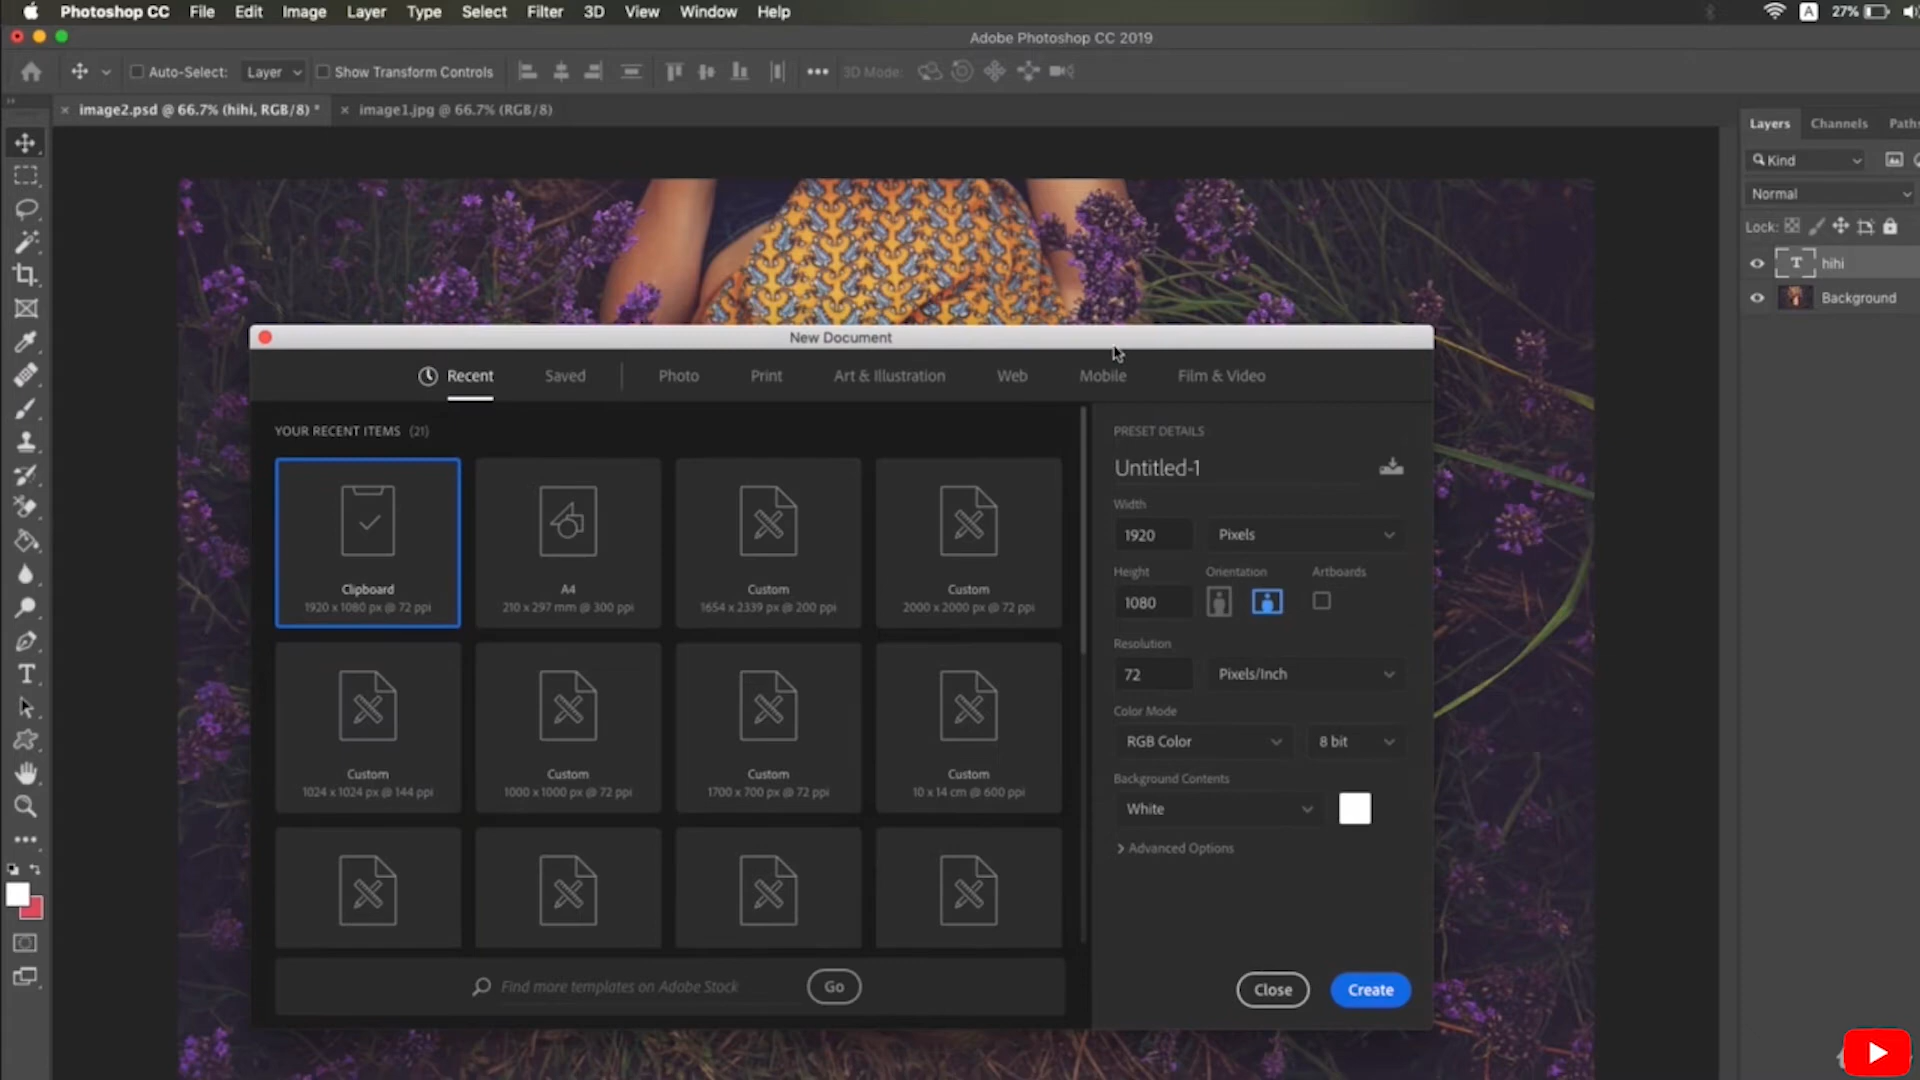 Photoshop CC File Edit Image Layer Type Select Filter 3D View Window Help A 27%
Adobe Photoshop CC 2019
Auto-Select: Layer Show Transform Controls 3D Mode:
image2.psd @ 66.7% (hihi, RGB/8) * image1.jpg @ 66.7% (RGB/8)
Layers Channels Paths
Kind
Normal
Lock:
T hihi
Background
New Document
Recent Saved Photo Print Art & Illustration Web Mobile Film & Video
YOUR RECENT ITEMS (21)
Clipboard
1920 x 1080 px @ 72 ppi
A4
210 x 297 mm @ 300 ppi
Custom
1654 x 2339 px @ 200 ppi
Custom
2000 x 2000 px @ 72 ppi
Custom
1024 x 1024 px @ 144 ppi
Custom
1000 x 1000 px @ 72 ppi
Custom
1700 x 700 px @ 72 ppi
Custom
10 x 14 cm @ 600 ppi
Find more templates on Adobe Stock Go
PRESET DETAILS
Untitled-1
Width
1920 Pixels
Height Orientation Artboards
1080
Resolution
72 Pixels/Inch
Color Mode
RGB Color 8 bit
Background Contents
White
Advanced Options
Close Create